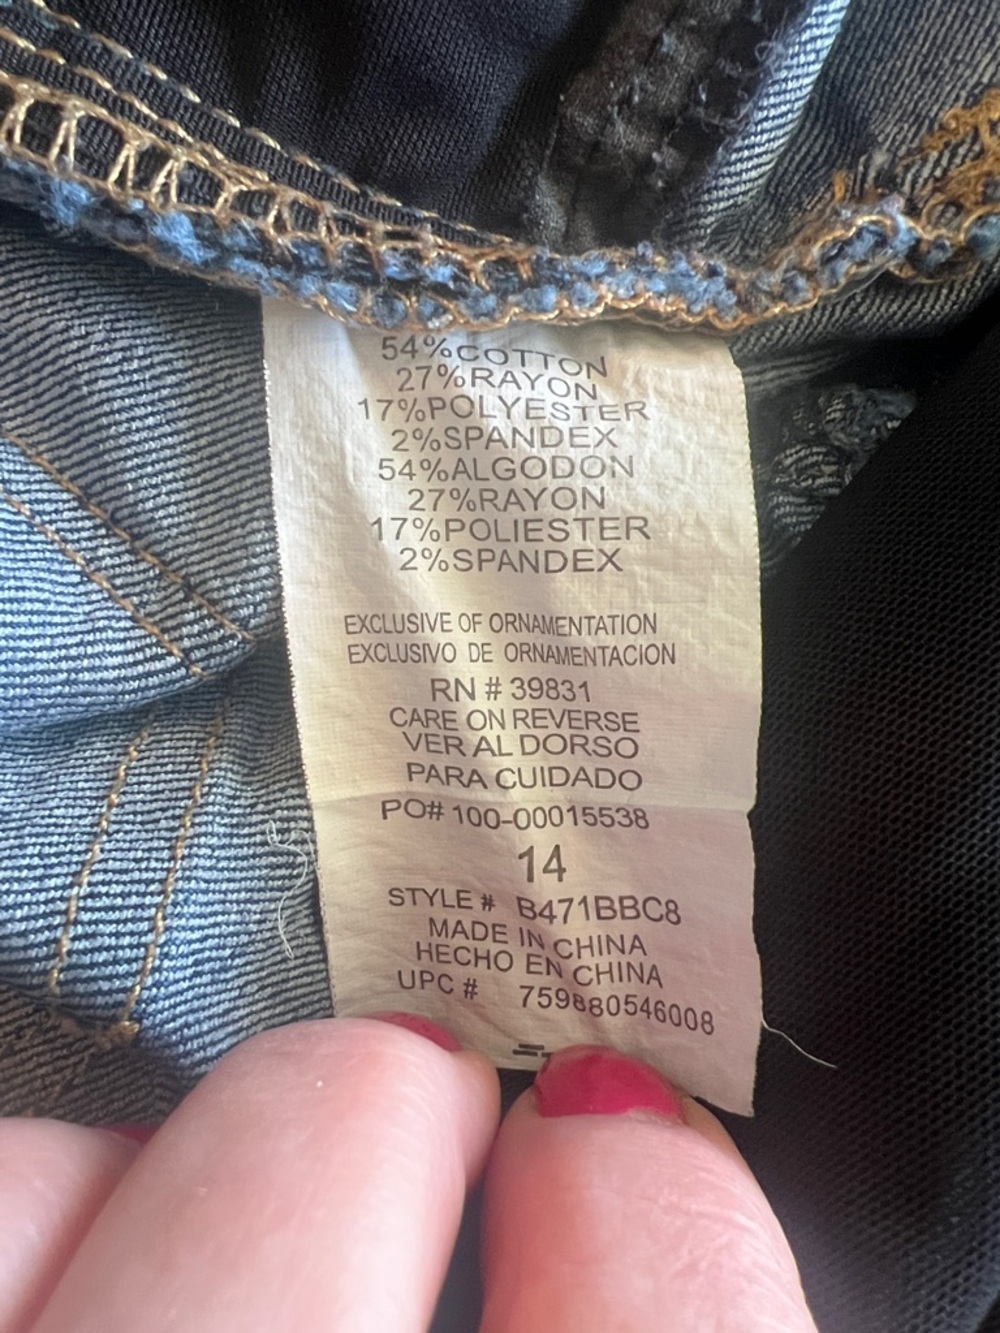 54%COTTON
27%RAYON
17%POLYESTER
2%SPANDEX
54%ALGODON
27%RAYON
17%POLIESTER
2%SPANDEX
EXCLUSIVE OF ORNAMENTATION
EXCLUSIVO DE ORNAMENTACION
RN # 39831
CARE ON REVERSE
VER AL DORSO
PARA CUIDADO
PO# 100-00015538
14
STYLE # B471BBC8
MADE IN CHINA
HECHO EN CHINA
UPC # 759880546008